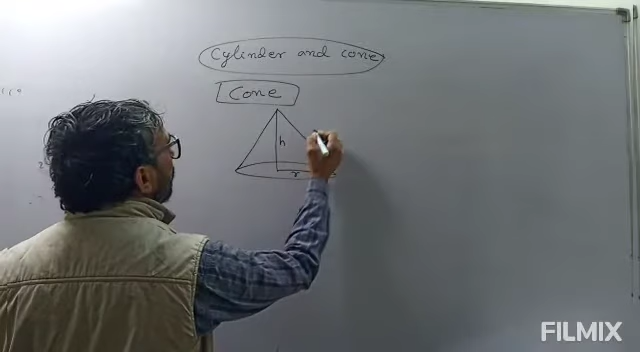 Cylinder and cone
Cone
h
r
FILMIX